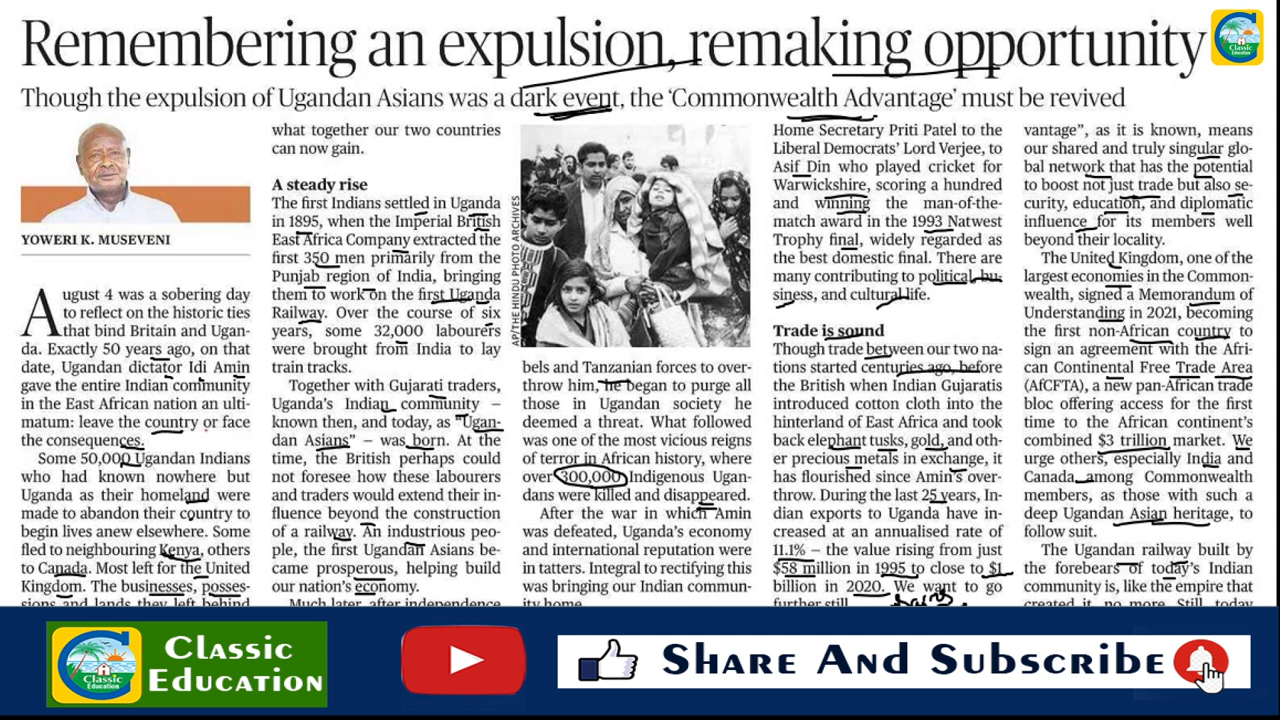 Remembering an expulsion, remaking opportunity
Though the expulsion of Ugandan Asians was a dark event, the ‘Commonwealth Advantage’ must be revived
YOWERI K. MUSEVENI
August 4 was a sobering day
to reflect on the historic ties
that bind Britain and Ugan-
da. Exactly 50 years ago, on that
date, Ugandan dictator Idi Amin
gave the entire Indian community
in the East African nation an ulti-
matum: leave the country or face
the consequences.
Some 50,000 Ugandan Indians
who had known nowhere but
Uganda as their homeland were
made to abandon their country to
begin lives anew elsewhere. Some
fled to neighbouring Kenya, others
to Canada. Most left for the United
Kingdom. The businesses, posses-
sions and lands they left behind
what together our two countries
can now gain.
A steady rise
The first Indians settled in Uganda
in 1895, when the Imperial British
East Africa Company extracted the
first 350 men primarily from the
Punjab region of India, bringing
them to work on the first Uganda
Railway. Over the course of six
years, some 32,000 labourers
were brought from India to lay
train tracks.
Together with Gujarati traders,
Uganda's Indian community –
known then, and today, as “Ugan-
dan Asians” – was born. At the
time, the British perhaps could
not foresee how these labourers
and traders would extend their in-
fluence beyond the construction
of a railway. An industrious peo-
ple, the first Ugandan Asians be-
came prosperous, helping build
our nation's economy.
Much later, after independence
AP/THE HINDU PHOTO ARCHIVES
bels and Tanzanian forces to over-
throw him, he began to purge all
those in Ugandan society he
deemed a threat. What followed
was one of the most vicious reigns
of terror in African history, where
over 300,000 Indigenous Ugan-
dans were killed and disappeared.
After the war in which Amin
was defeated, Uganda's economy
and international reputation were
in tatters. Integral to rectifying this
was bringing our Indian commun-
ity home.
Home Secretary Priti Patel to the
Liberal Democrats' Lord Verjee, to
Asif Din who played cricket for
Warwickshire, scoring a hundred
and winning the man-of-the-
match award in the 1993 Natwest
Trophy final, widely regarded as
the best domestic final. There are
many contributing to political, bu-
siness, and cultural life.
Trade is sound
Though trade between our two na-
tions started centuries ago, before
the British when Indian Gujaratis
introduced cotton cloth into the
hinterland of East Africa and took
back elephant tusks, gold, and oth-
er precious metals in exchange, it
has flourished since Amin's over-
throw. During the last 25 years, In-
dian exports to Uganda have in-
creased at an annualised rate of
11.1% – the value rising from just
$58 million in 1995 to close to $1
billion in 2020. We want to go
further still.
vantage”, as it is known, means
our shared and truly singular glo-
bal network that has the potential
to boost not just trade but also se-
curity, education, and diplomatic
influence for its members well
beyond their locality.
The United Kingdom, one of the
largest economies in the Common-
wealth, signed a Memorandum of
Understanding in 2021, becoming
the first non-African country to
sign an agreement with the Afri-
can Continental Free Trade Area
(AfCFTA), a new pan-African trade
bloc offering access for the first
time to the African continent's
combined $3 trillion market. We
urge others, especially India and
Canada among Commonwealth
members, as those with such a
deep Ugandan Asian heritage, to
follow suit.
The Ugandan railway built by
the forebears of today's Indian
community is, like the empire that
created it, no more. Still, today
Classic
Education
Classic
Education
Classic
Education
Share And Subscribe